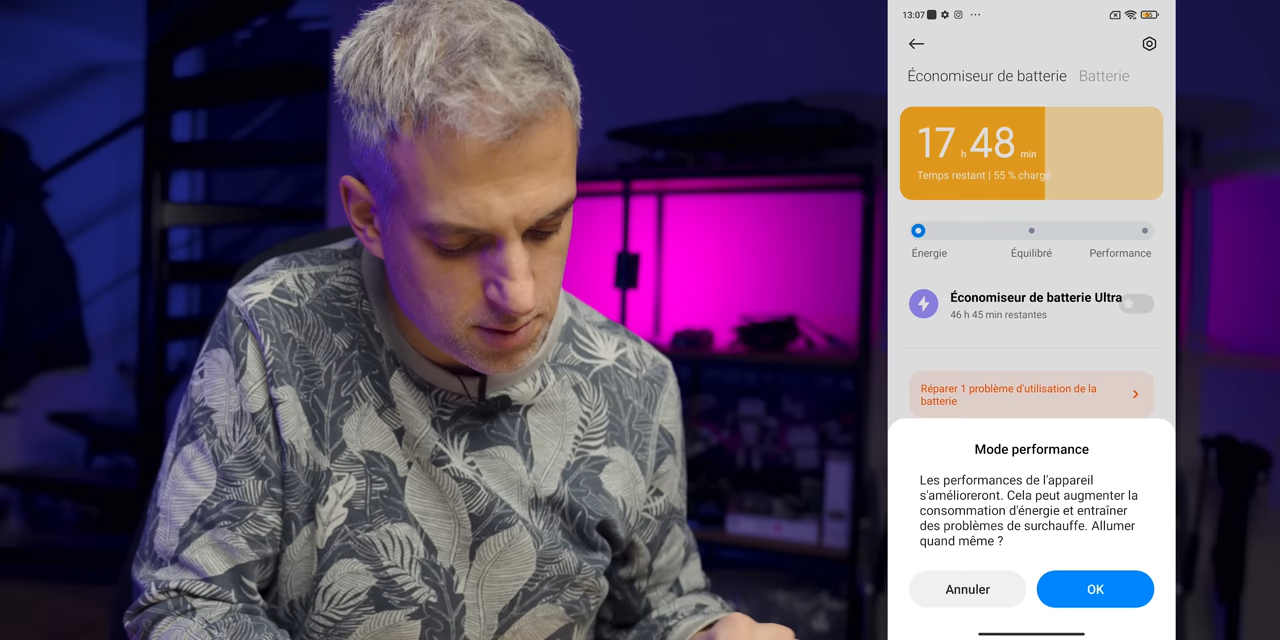 13:07
Économiseur de batterie Batterie
17 h 48 min
Temps restant | 55 % chargé
Énergie Équilibré Performance
Économiseur de batterie Ultra
46 h 45 min restantes
Réparer 1 problème d'utilisation de la
batterie
Mode performance
Les performances de l'appareil
s'amélioreront. Cela peut augmenter la
consommation d'énergie et entraîner
des problèmes de surchauffe. Allumer
quand même ?
Annuler OK